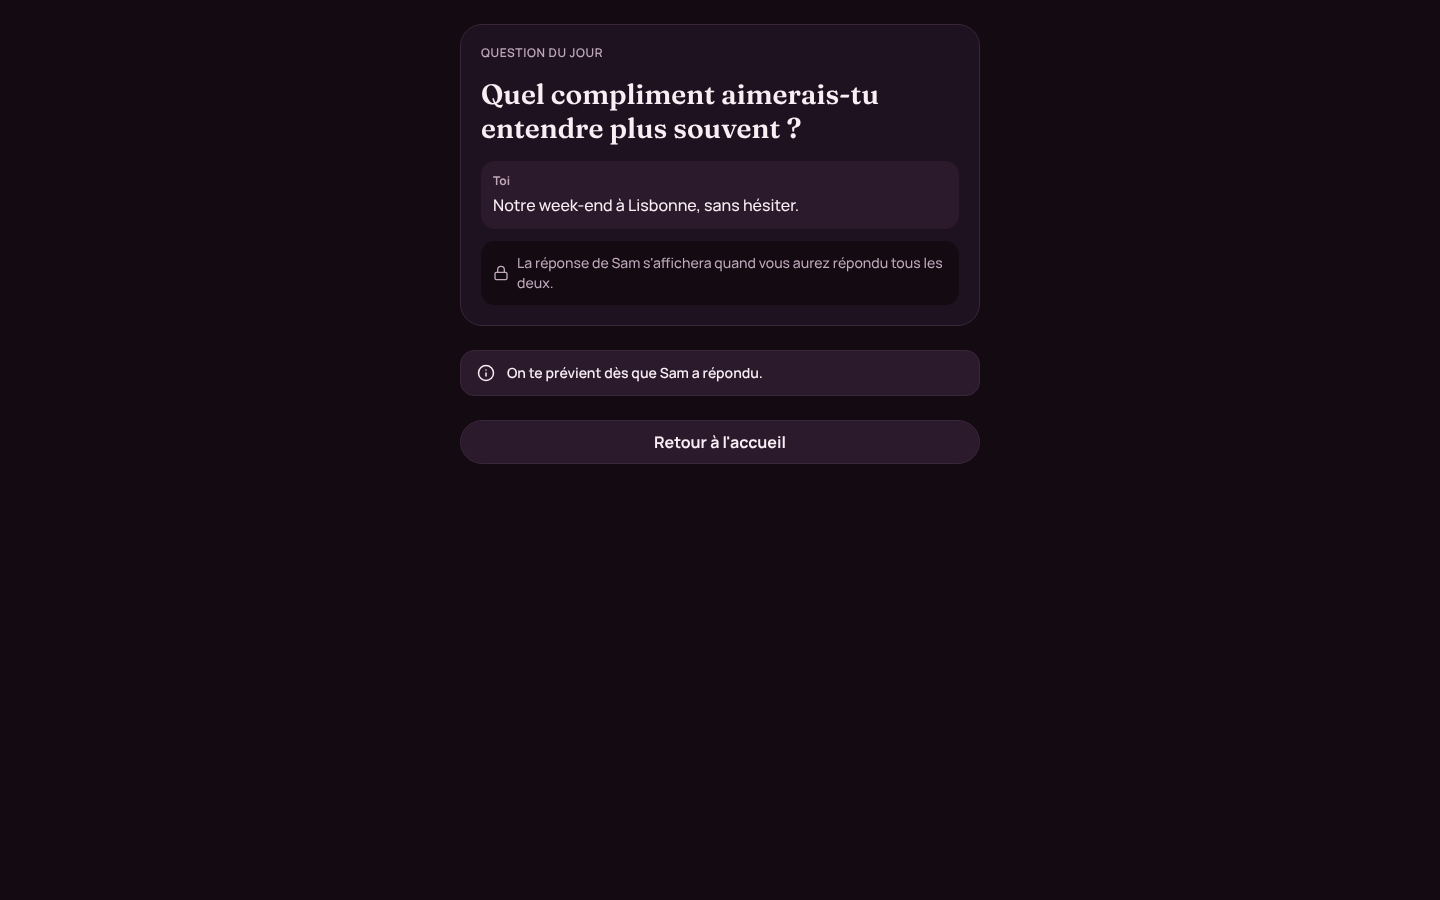 QUESTION DU JOUR
Quel compliment aimerais-tu
entendre plus souvent ?
Toi
Notre week-end à Lisbonne, sans hésiter.
La réponse de Sam s'affichera quand vous aurez répondu tous les
deux.
On te prévient dès que Sam a répondu.
Retour à l'accueil